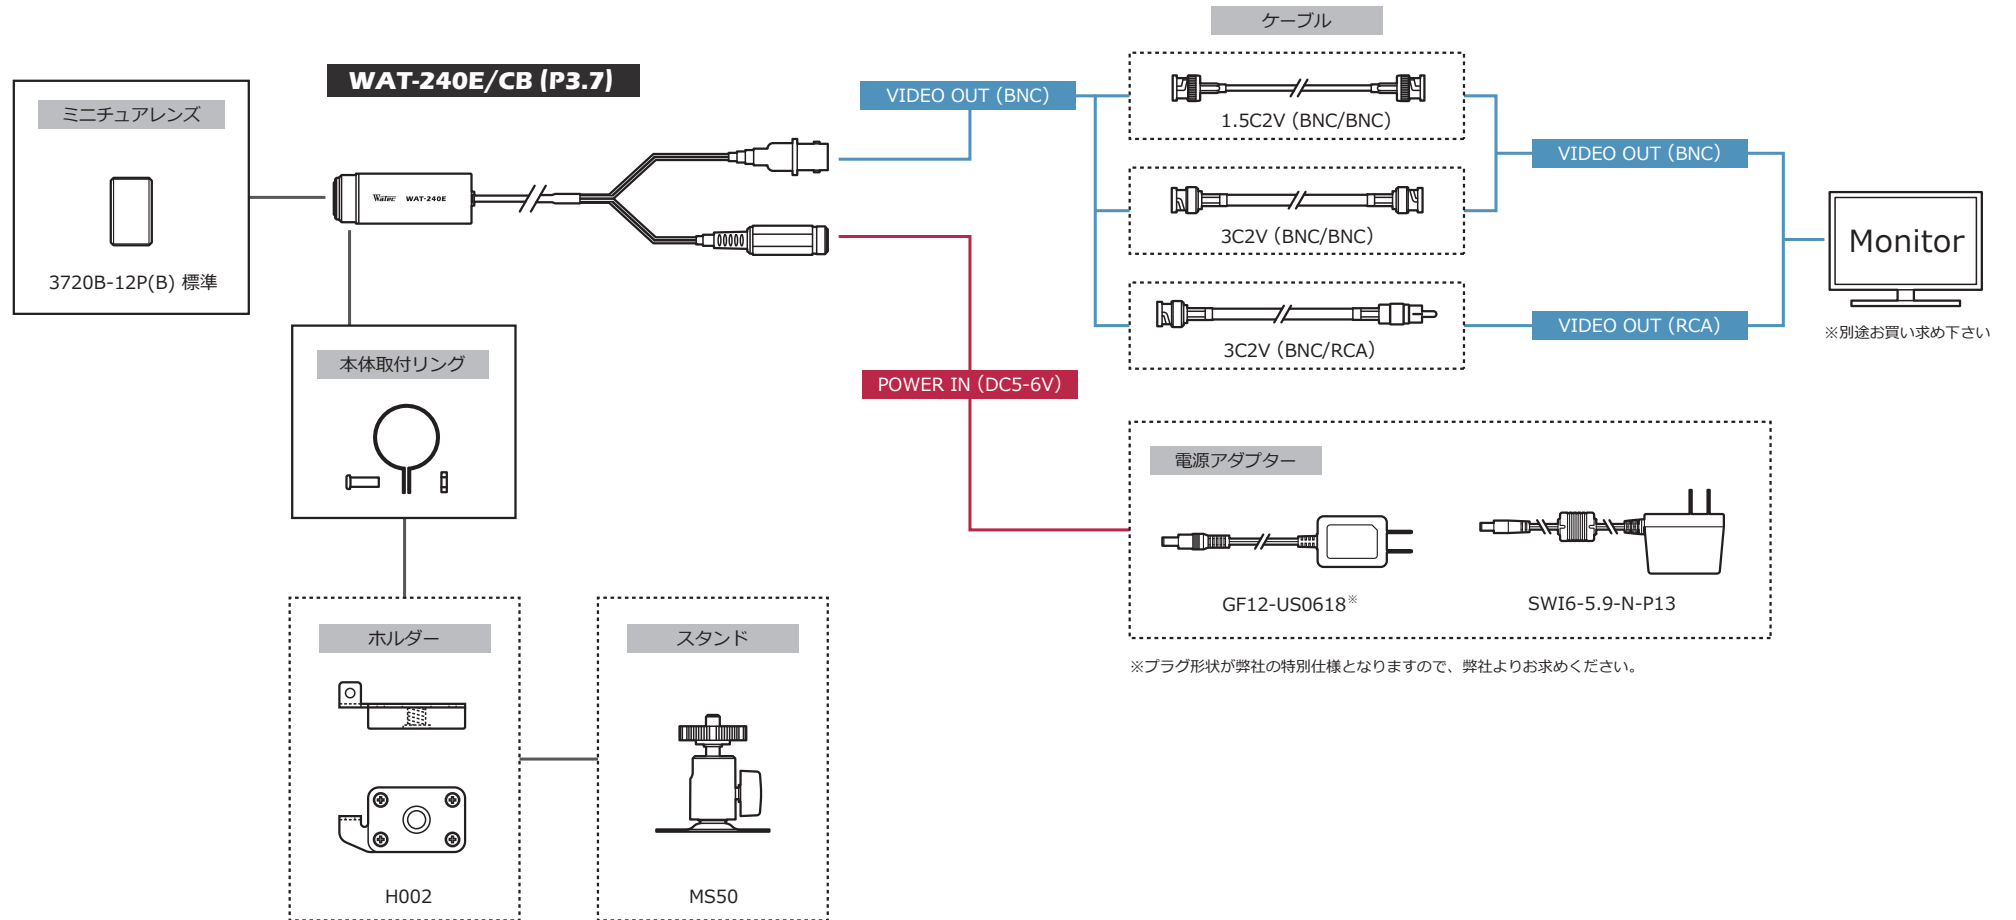 ケーブル
WAT-240E/CB (P3.7)
VIDEO OUT (BNC)
ミニチュアレンズ
1.5C2V (BNC/BNC)
VIDEO OUT (BNC)
Watec WAT-240E
3C2V (BNC/BNC)
Monitor
3720B-12P(B) 標準
VIDEO OUT (RCA)
※別途お買い求め下さい
3C2V (BNC/RCA)
本体取付リング
POWER IN (DC5-6V)
電源アダプター
GF12-US0618※
SWI6-5.9-N-P13
ホルダー
スタンド
※プラグ形状が弊社の特別仕様となりますので、弊社よりお求めください。
H002
MS50